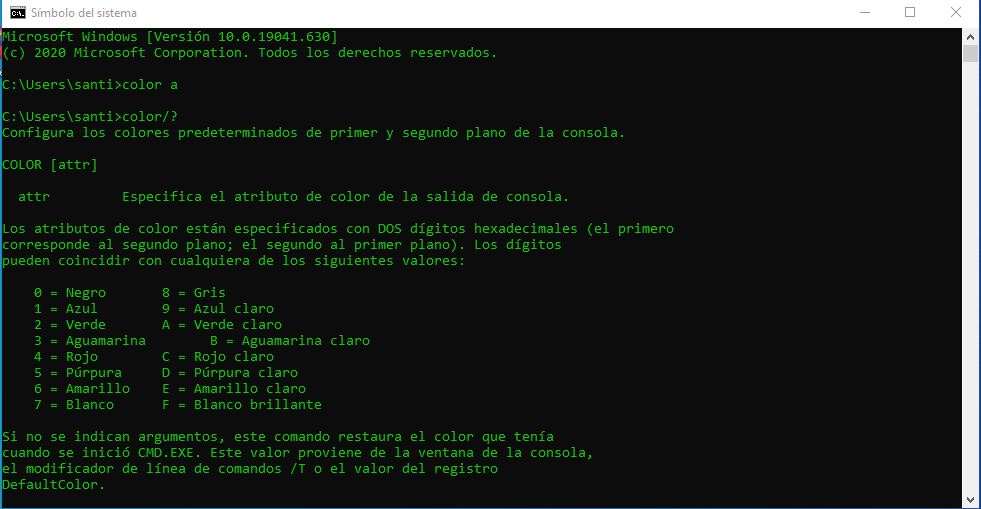 Símbolo del sistema
Microsoft Windows [Versión 10.0.19041.630]
(c) 2020 Microsoft Corporation. Todos los derechos reservados.
C:\Users\santi>color a
C:\Users\santi>color/?
Configura los colores predeterminados de primer y segundo plano de la consola.
COLOR [attr]
attr        Especifica el atributo de color de la salida de consola.
Los atributos de color están especificados con DOS dígitos hexadecimales (el primero
corresponde al segundo plano; el segundo al primer plano). Los dígitos
pueden coincidir con cualquiera de los siguientes valores:
0 = Negro       8 = Gris
1 = Azul        9 = Azul claro
2 = Verde       A = Verde claro
3 = Aguamarina        B = Aguamarina claro
4 = Rojo        C = Rojo claro
5 = Púrpura     D = Púrpura claro
6 = Amarillo    E = Amarillo claro
7 = Blanco      F = Blanco brillante
Si no se indican argumentos, este comando restaura el color que tenía
cuando se inició CMD.EXE. Este valor proviene de la ventana de la consola,
el modificador de línea de comandos /T o el valor del registro
DefaultColor.